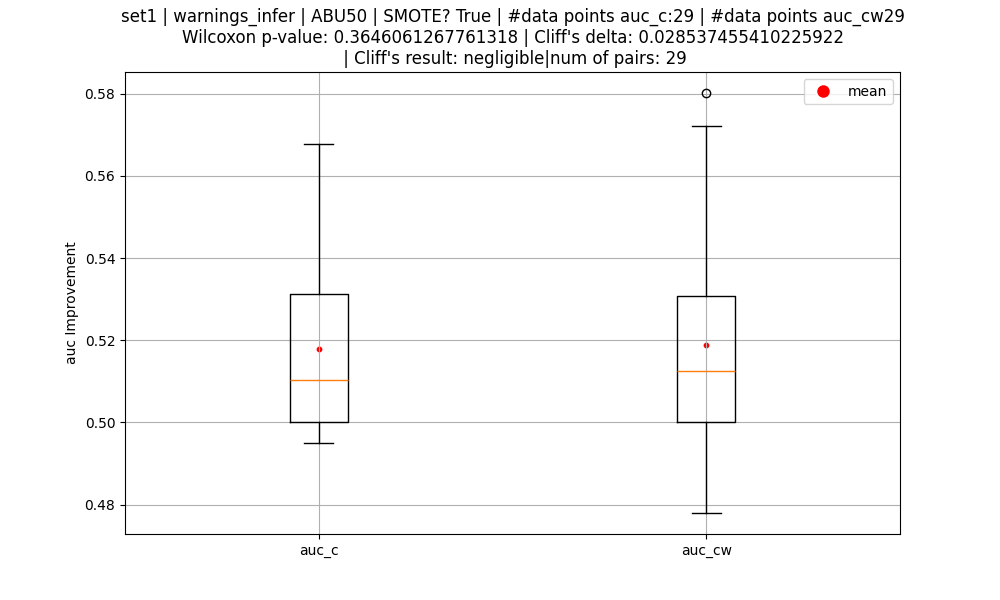 set1 | warnings_infer | ABU50 | SMOTE? True | #data points auc_c:29 | #data points auc_cw29
Wilcoxon p-value: 0.3646061267761318 | Cliff's delta: 0.028537455410225922
| Cliff's result: negligible|num of pairs: 29
mean
0.58
0.56
0.54
0.52
0.50
0.48
auc Improvement
auc_c
auc_cw